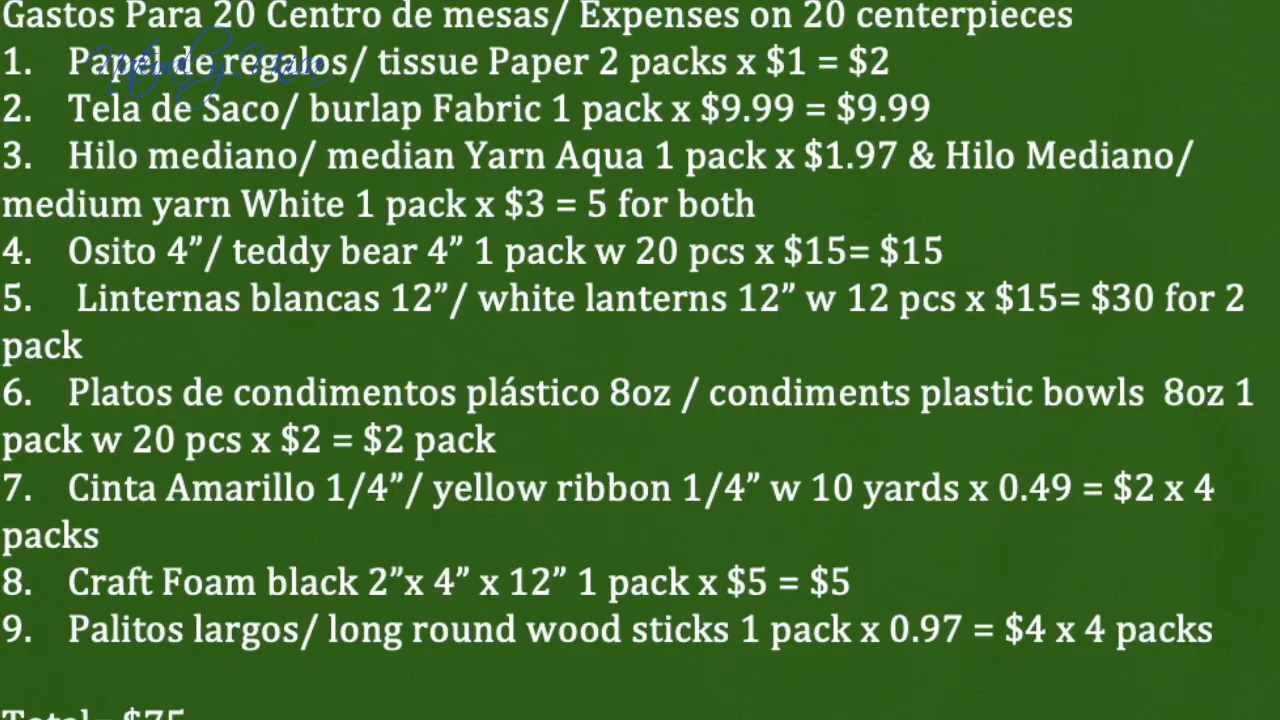 Gastos Para 20 Centro de mesas/ Expenses on 20 centerpieces
1. Papel de regalos/ tissue Paper 2 packs x $1 = $2
2. Tela de Saco/ burlap Fabric 1 pack x $9.99 = $9.99
3. Hilo mediano/ median Yarn Aqua 1 pack x $1.97 & Hilo Mediano/
medium yarn White 1 pack x $3 = 5 for both
4. Osito 4”/ teddy bear 4” 1 pack w 20 pcs x $15= $15
5. Linternas blancas 12”/ white lanterns 12” w 12 pcs x $15= $30 for 2
pack
6. Platos de condimentos plástico 8oz / condiments plastic bowls 8oz 1
pack w 20 pcs x $2 = $2 pack
7. Cinta Amarillo 1/4”/ yellow ribbon 1/4” w 10 yards x 0.49 = $2 x 4
packs
8. Craft Foam black 2”x 4” x 12” 1 pack x $5 = $5
9. Palitos largos/ long round wood sticks 1 pack x 0.97 = $4 x 4 packs
Total= $75